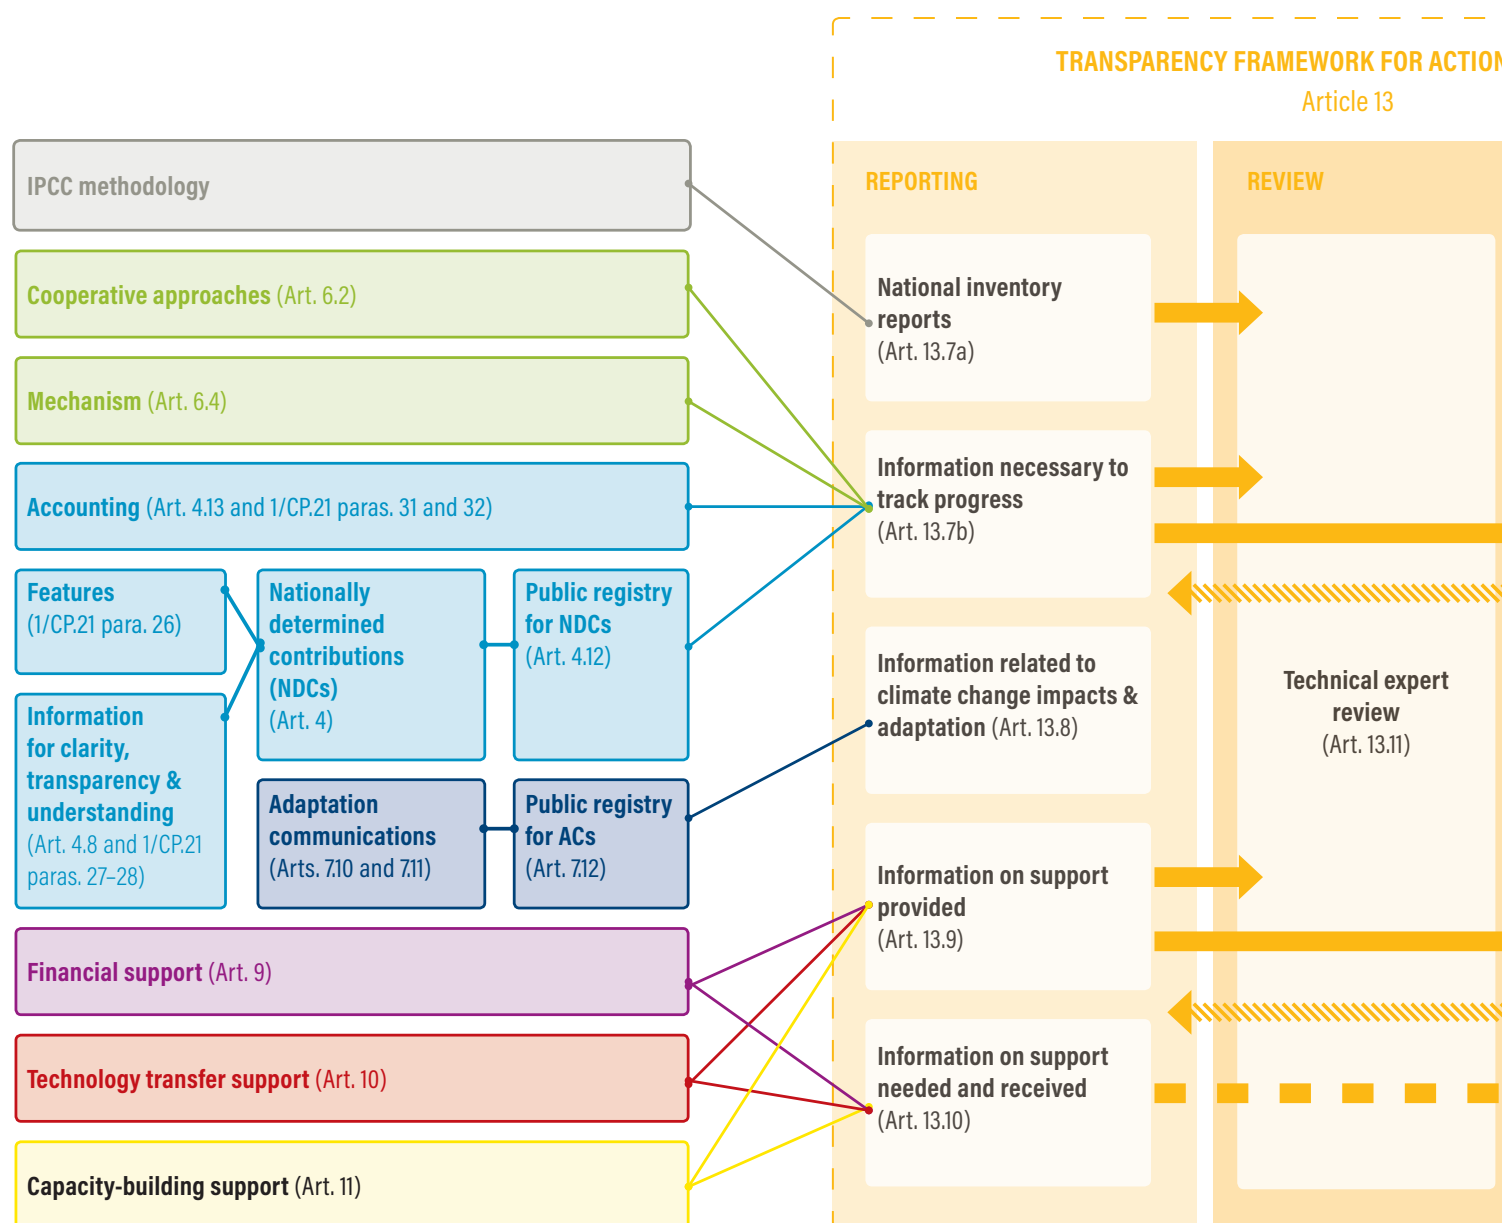 TRANSPARENCY FRAMEWORK FOR ACTION
Article 13
IPCC methodology
Cooperative approaches (Art. 6.2)
Mechanism (Art. 6.4)
Accounting (Art. 4.13 and 1/CP.21 paras. 31 and 32)
Features
(1/CP.21 para. 26)
Information
for clarity,
transparency &
understanding
(Art. 4.8 and 1/CP.21
paras. 27–28)
Nationally
determined
contributions
(NDCs)
(Art. 4)
Public registry
for NDCs
(Art. 4.12)
Adaptation
communications
(Arts. 7.10 and 7.11)
Public registry
for ACs
(Art. 7.12)
Financial support (Art. 9)
Technology transfer support (Art. 10)
Capacity-building support (Art. 11)
REPORTING
National inventory
reports
(Art. 13.7a)
Information necessary to
track progress
(Art. 13.7b)
Information related to
climate change impacts &
adaptation (Art. 13.8)
Information on support
provided
(Art. 13.9)
Information on support
needed and received
(Art. 13.10)
REVIEW
Technical expert
review
(Art. 13.11)